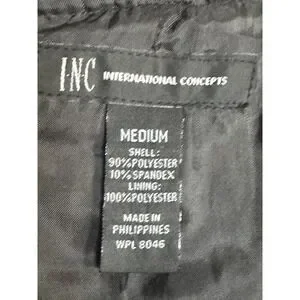 I·N·C INTERNATIONAL CONCEPTS
MEDIUM
SHELL:
90%POLYESTER
10%SPANDEX
LINING:
100%POLYESTER
MADE IN
PHILIPPINES
WPL 8046